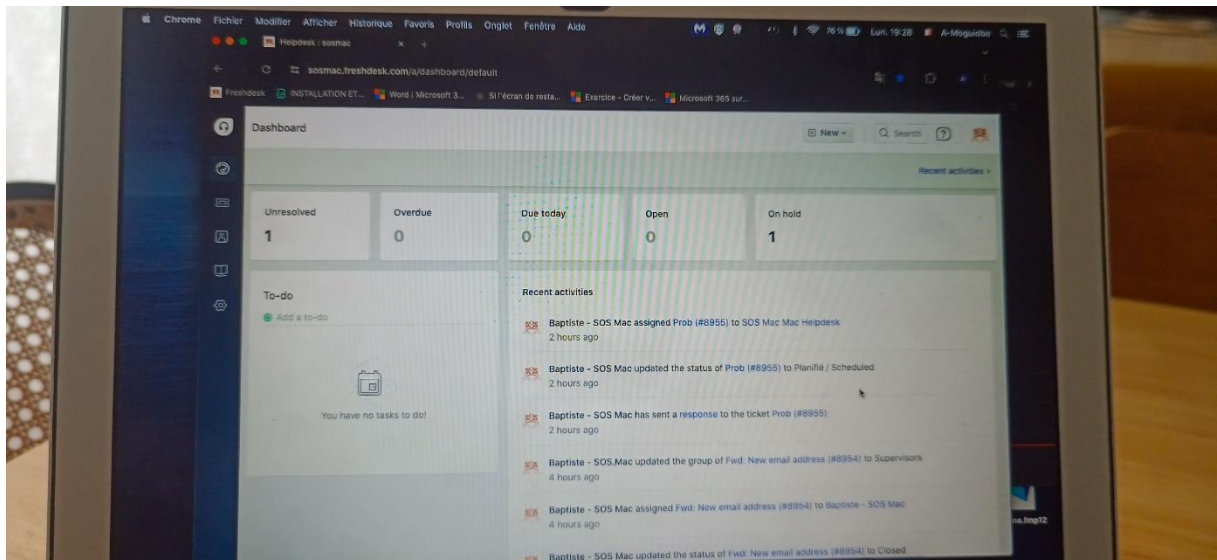 Chrome Fichier Modifier Afficher Historique Favoris Profils Onglet Fenêtre Aide 76 % Lun. 19:28 A-Moguidbe
Helpdesk : sosmac
sosmac.freshdesk.com/a/dashboard/default
Freshdesk INSTALLATION ET... Word | Microsoft 3... Si l'écran de resta... Exercice - Créer v... Microsoft 365 sur...
Dashboard New Search ?
Recent activities
Unresolved Overdue Due today Open On hold
1 0 0 0 1
To-do
Add a to-do
You have no tasks to do!
Recent activities
Baptiste - SOS Mac assigned Prob (#8955) to SOS Mac Mac Helpdesk
2 hours ago
Baptiste - SOS Mac updated the status of Prob (#8955) to Planifié / Scheduled
2 hours ago
Baptiste - SOS Mac has sent a response to the ticket Prob (#8955)
2 hours ago
Baptiste - SOS Mac updated the group of Fwd: New email address (#8954) to Supervisors
4 hours ago
Baptiste - SOS Mac assigned Fwd: New email address (#8954) to Baptiste - SOS Mac
4 hours ago
Baptiste - SOS Mac updated the status of Fwd: New email address (#8954) to Closed